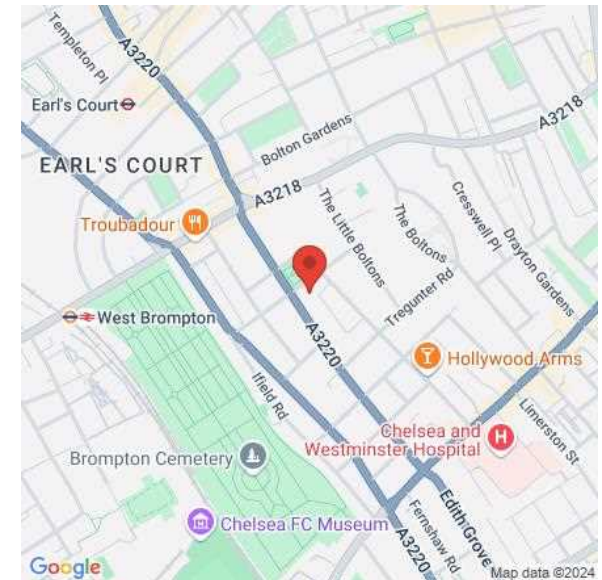 Templeton Pl
A3220
Earl's Court
A3218
Bolton Gardens
EARL'S COURT
A3218
Cresswell Pl
The Little Boltons
The Boltons
Drayton Gardens
Troubadour
Tregunter Rd
West Brompton
A3220
Hollywood Arms
Ifield Rd
Limerston St
Chelsea and
Westminster Hospital
H
Brompton Cemetery
Edith Grove
Chelsea FC Museum
Fernshaw Rd
A3220
Google
Map data ©2024